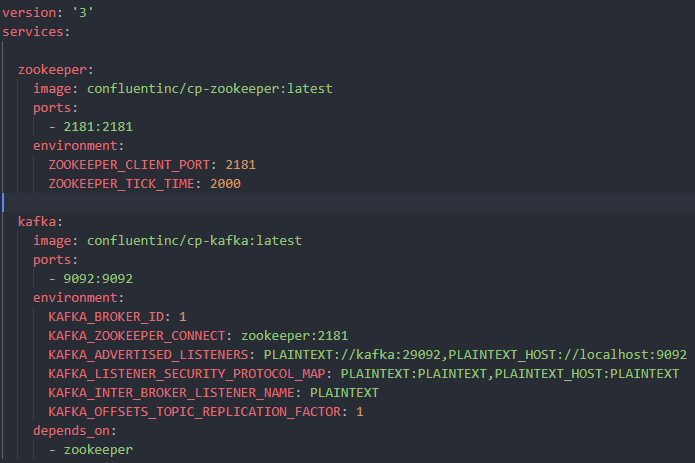 version: '3'
services:
zookeeper:
image: confluentinc/cp-zookeeper:latest
ports:
- 2181:2181
environment:
ZOOKEEPER_CLIENT_PORT: 2181
ZOOKEEPER_TICK_TIME: 2000
kafka:
image: confluentinc/cp-kafka:latest
ports:
- 9092:9092
environment:
KAFKA_BROKER_ID: 1
KAFKA_ZOOKEEPER_CONNECT: zookeeper:2181
KAFKA_ADVERTISED_LISTENERS: PLAINTEXT://kafka:29092,PLAINTEXT_HOST://localhost:9092
KAFKA_LISTENER_SECURITY_PROTOCOL_MAP: PLAINTEXT:PLAINTEXT,PLAINTEXT_HOST:PLAINTEXT
KAFKA_INTER_BROKER_LISTENER_NAME: PLAINTEXT
KAFKA_OFFSETS_TOPIC_REPLICATION_FACTOR: 1
depends_on:
- zookeeper